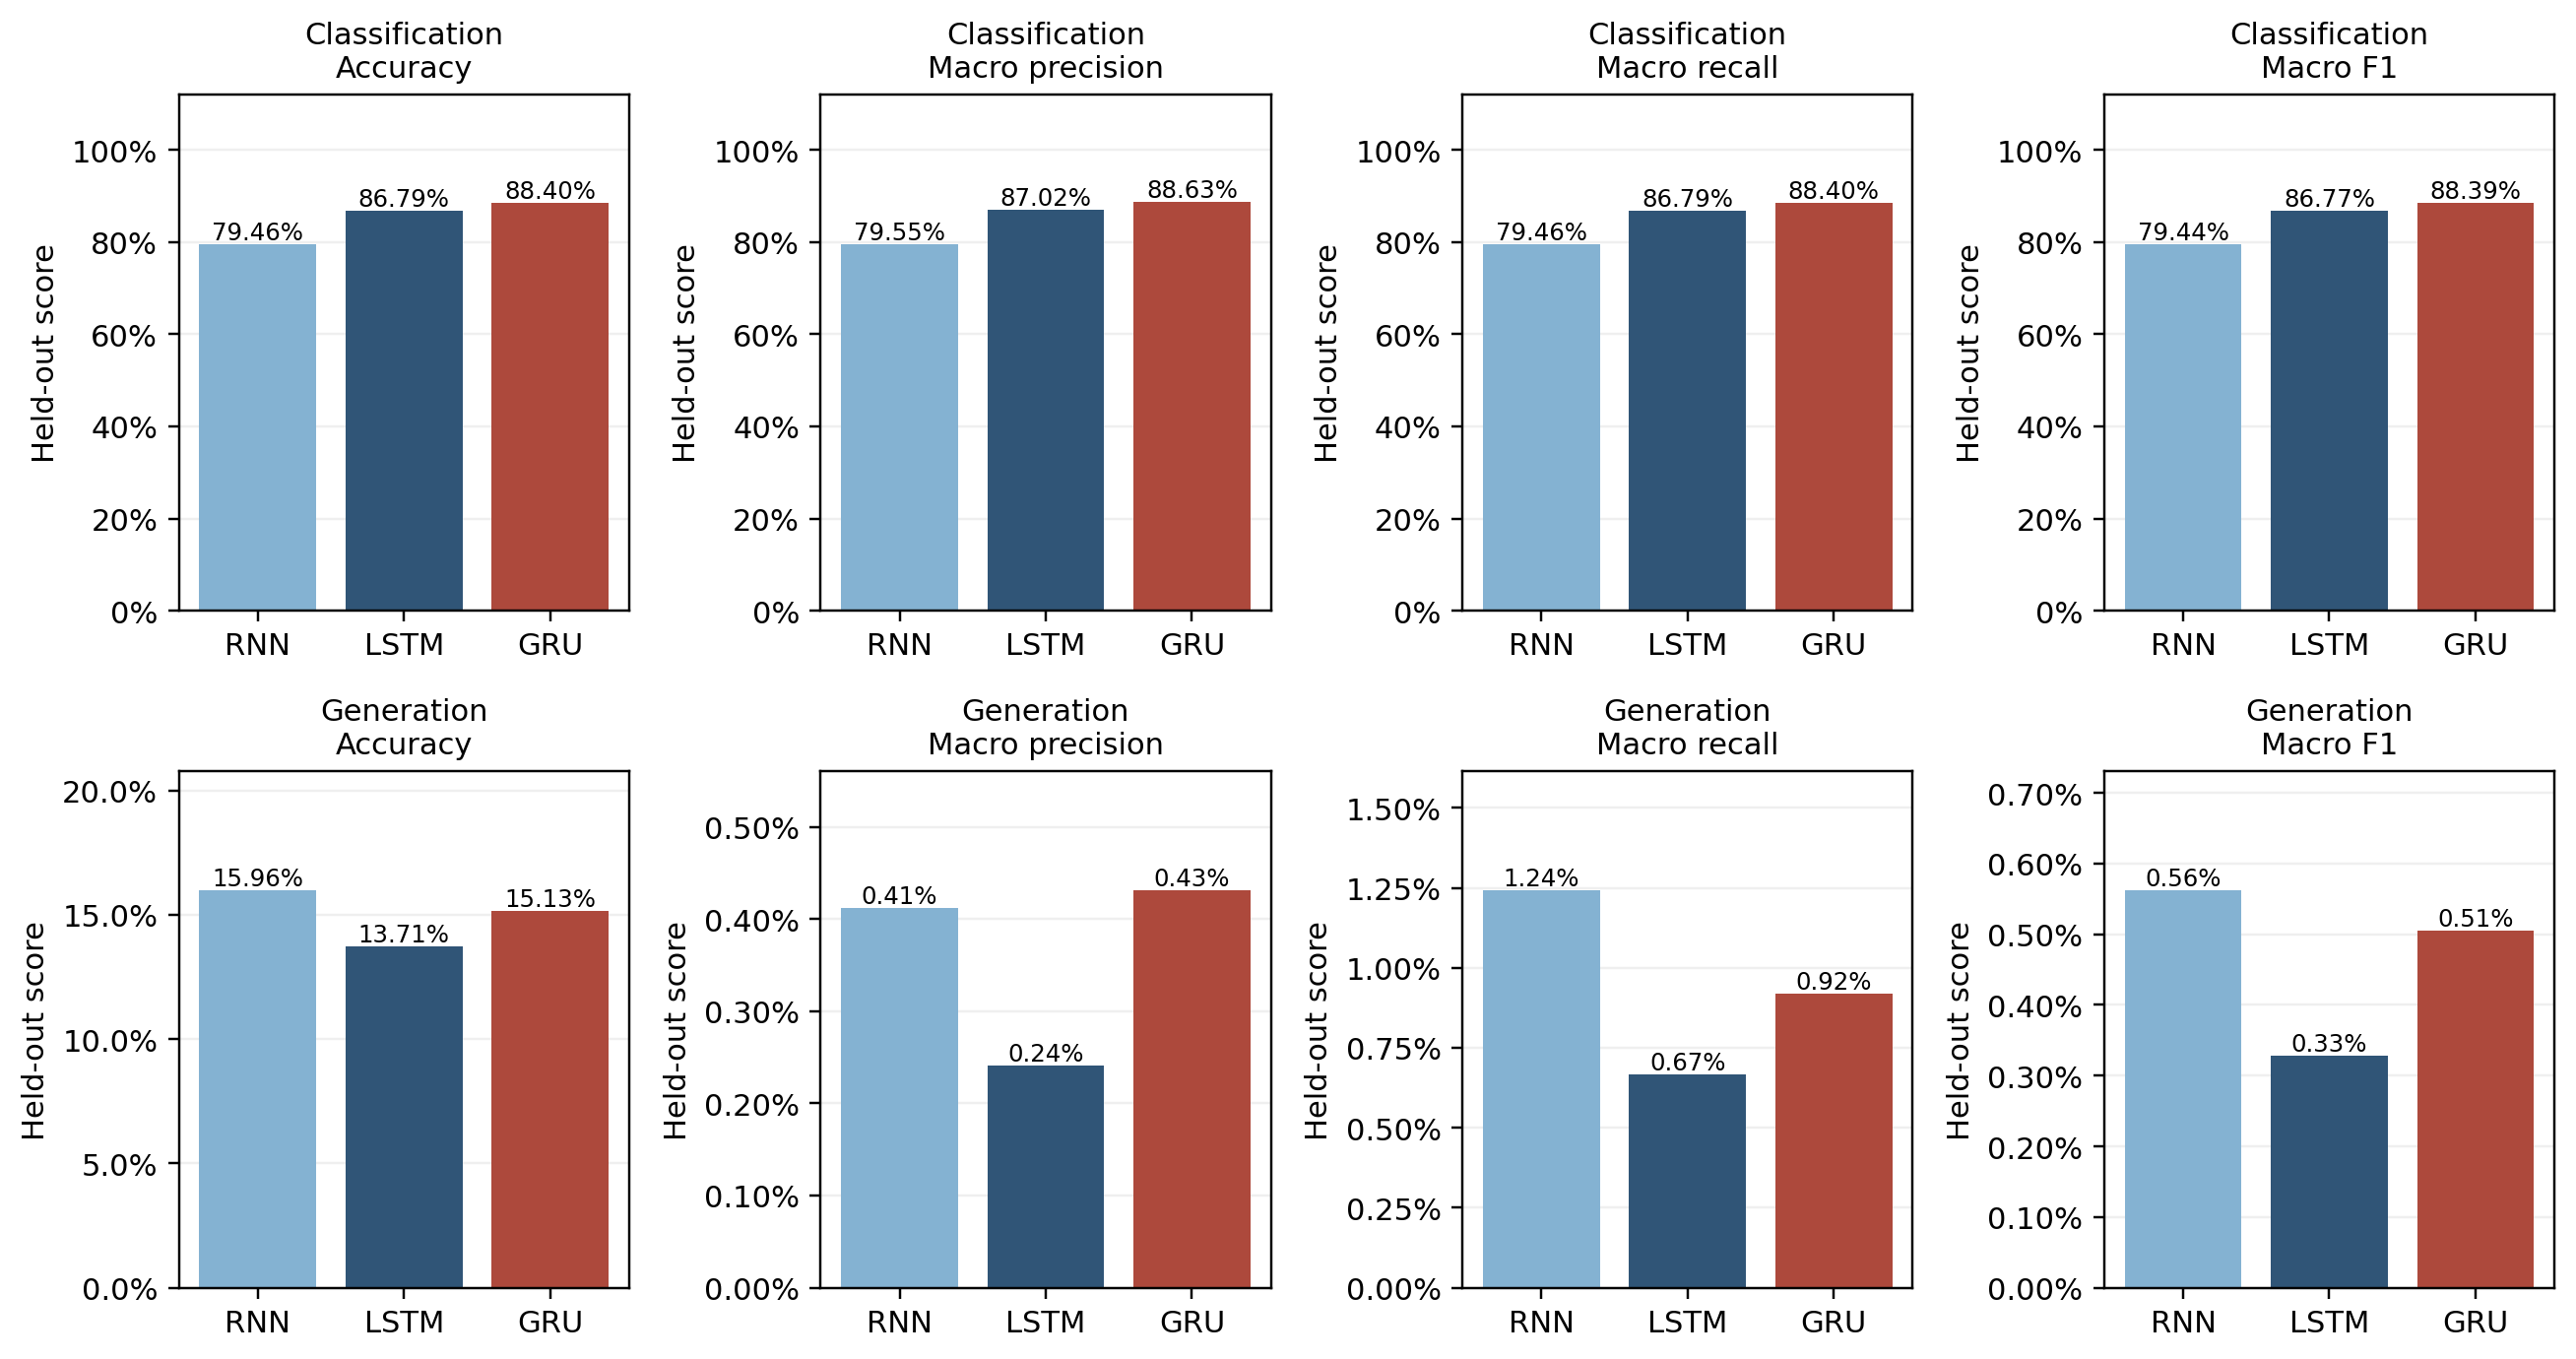 Classification
Accuracy
Held-out score
100%
80%
60%
40%
20%
0%
79.46%
86.79%
88.40%
RNN
LSTM
GRU
Classification
Macro precision
Held-out score
100%
80%
60%
40%
20%
0%
79.55%
87.02%
88.63%
RNN
LSTM
GRU
Classification
Macro recall
Held-out score
100%
80%
60%
40%
20%
0%
79.46%
86.79%
88.40%
RNN
LSTM
GRU
Classification
Macro F1
Held-out score
100%
80%
60%
40%
20%
0%
79.44%
86.77%
88.39%
RNN
LSTM
GRU
Generation
Accuracy
Held-out score
20.0%
15.0%
10.0%
5.0%
0.0%
15.96%
13.71%
15.13%
RNN
LSTM
GRU
Generation
Macro precision
Held-out score
0.50%
0.40%
0.30%
0.20%
0.10%
0.00%
0.41%
0.24%
0.43%
RNN
LSTM
GRU
Generation
Macro recall
Held-out score
1.50%
1.25%
1.00%
0.75%
0.50%
0.25%
0.00%
1.24%
0.67%
0.92%
RNN
LSTM
GRU
Generation
Macro F1
Held-out score
0.70%
0.60%
0.50%
0.40%
0.30%
0.20%
0.10%
0.00%
0.56%
0.33%
0.51%
RNN
LSTM
GRU